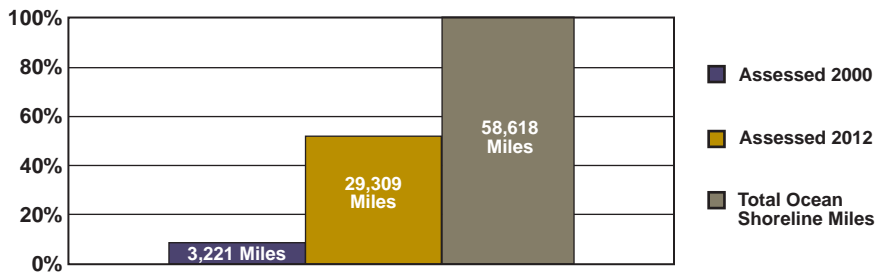 100%
80%
60%
40%
20%
0%
3,221 Miles
29,309
Miles
58,618
Miles
Assessed 2000
Assessed 2012
Total Ocean
Shoreline Miles